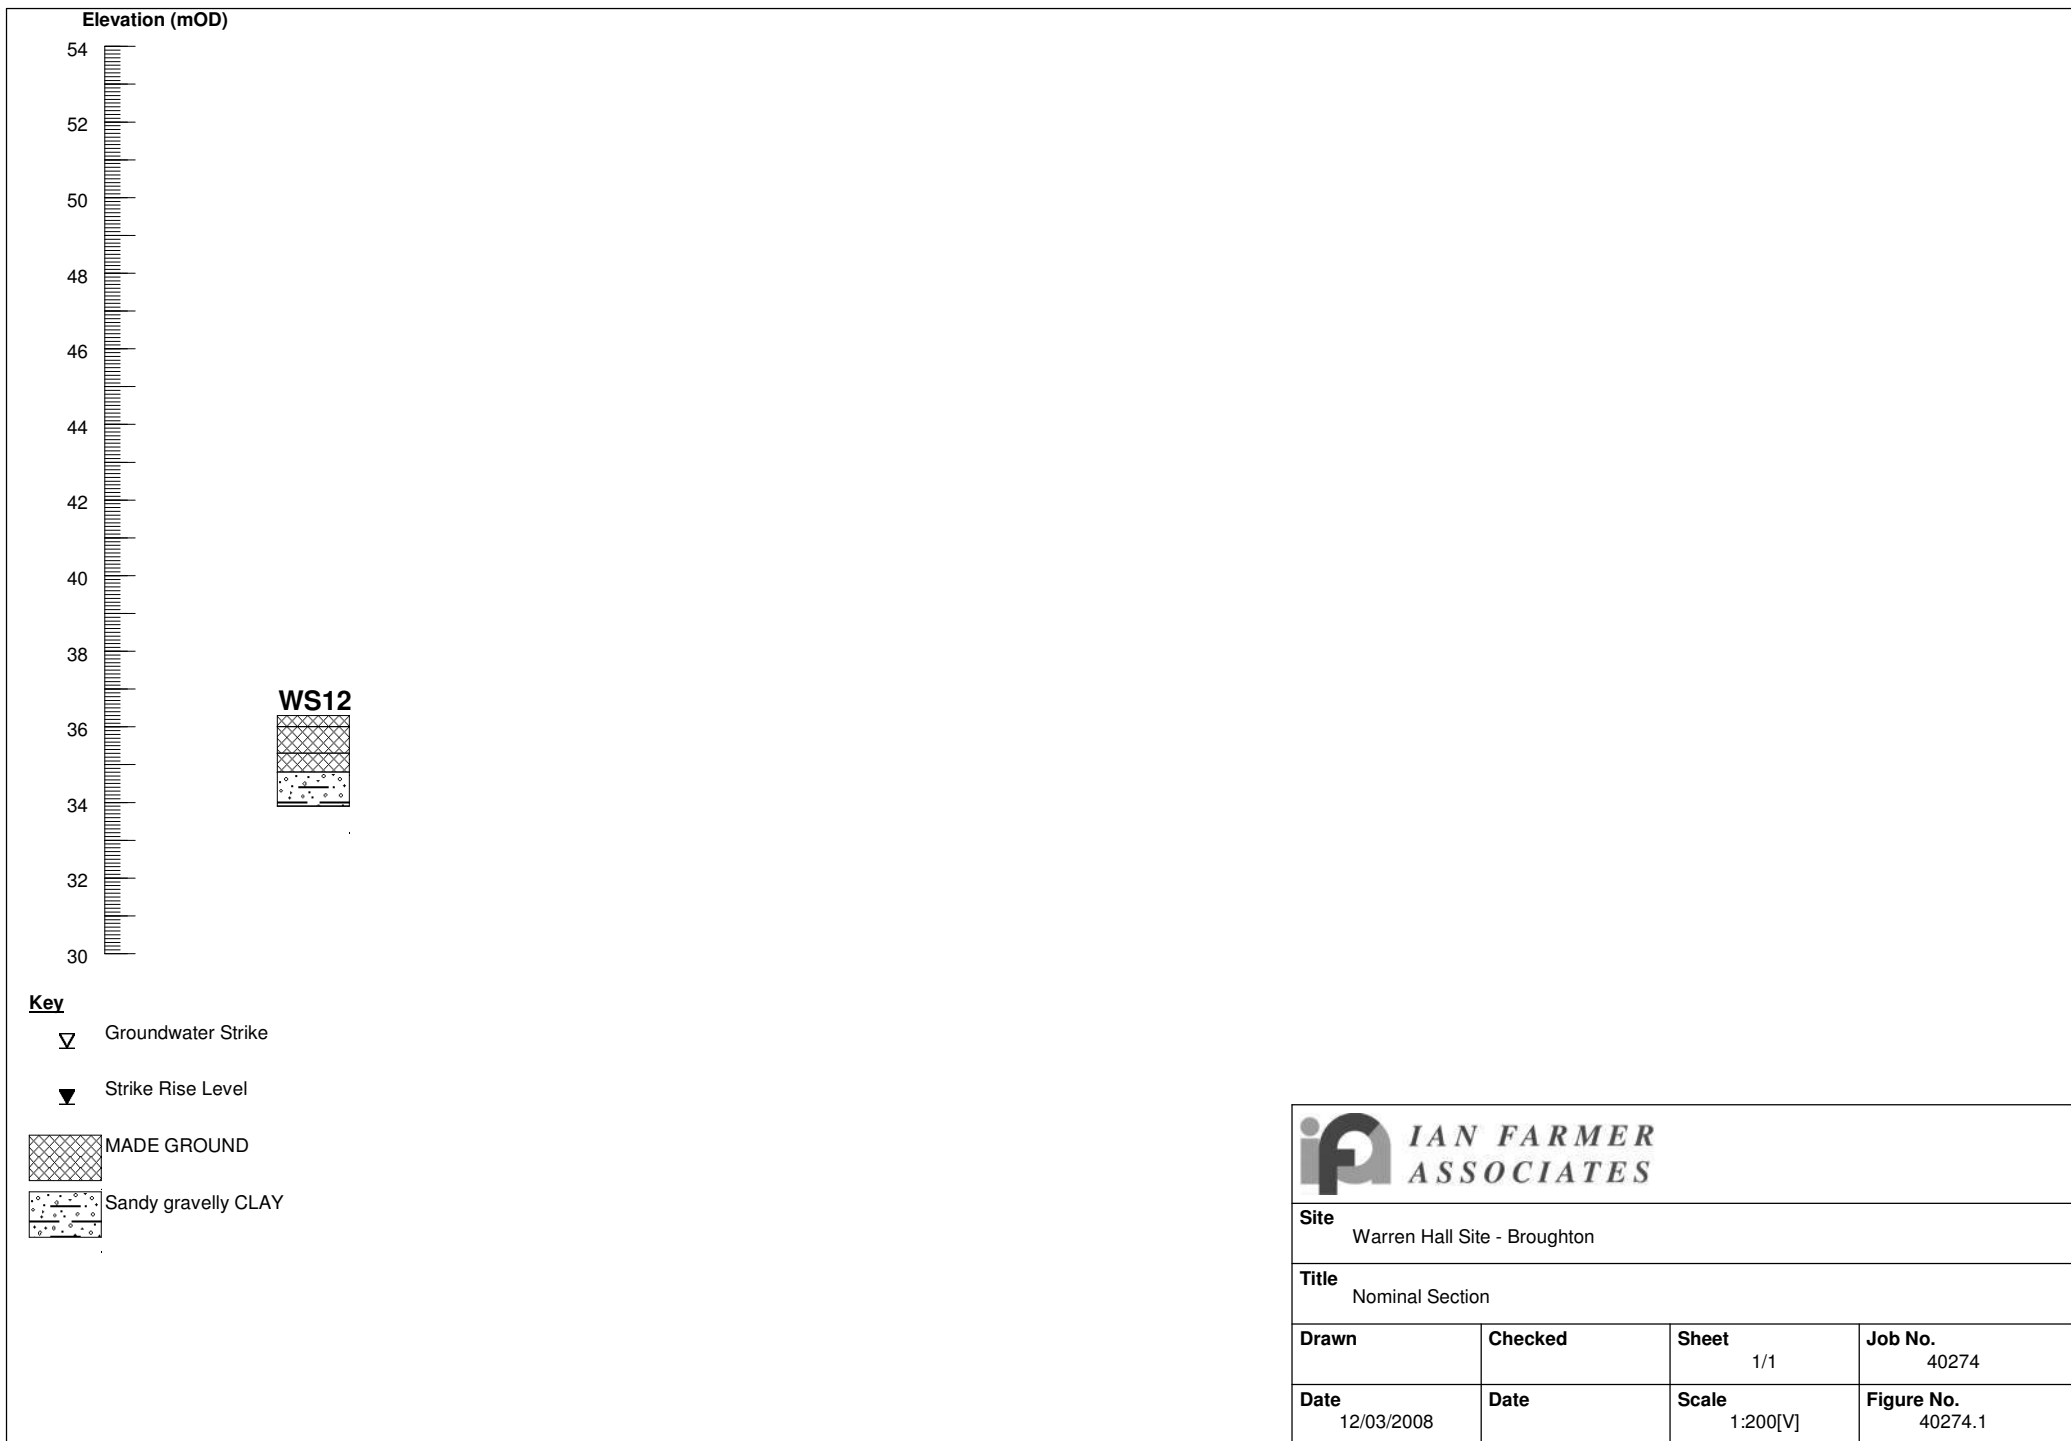 Elevation (mOD)
54
52
50
48
46
44
42
40
38
36
34
32
30
WS12
Key
Groundwater Strike
Strike Rise Level
MADE GROUND
Sandy gravelly CLAY
ifa
IAN FARMER
ASSOCIATES
Site
Warren Hall Site - Broughton
Title
Nominal Section
Drawn
Checked
Sheet
1/1
Job No.
40274
Date
12/03/2008
Date
Scale
1:200[V]
Figure No.
40274.1